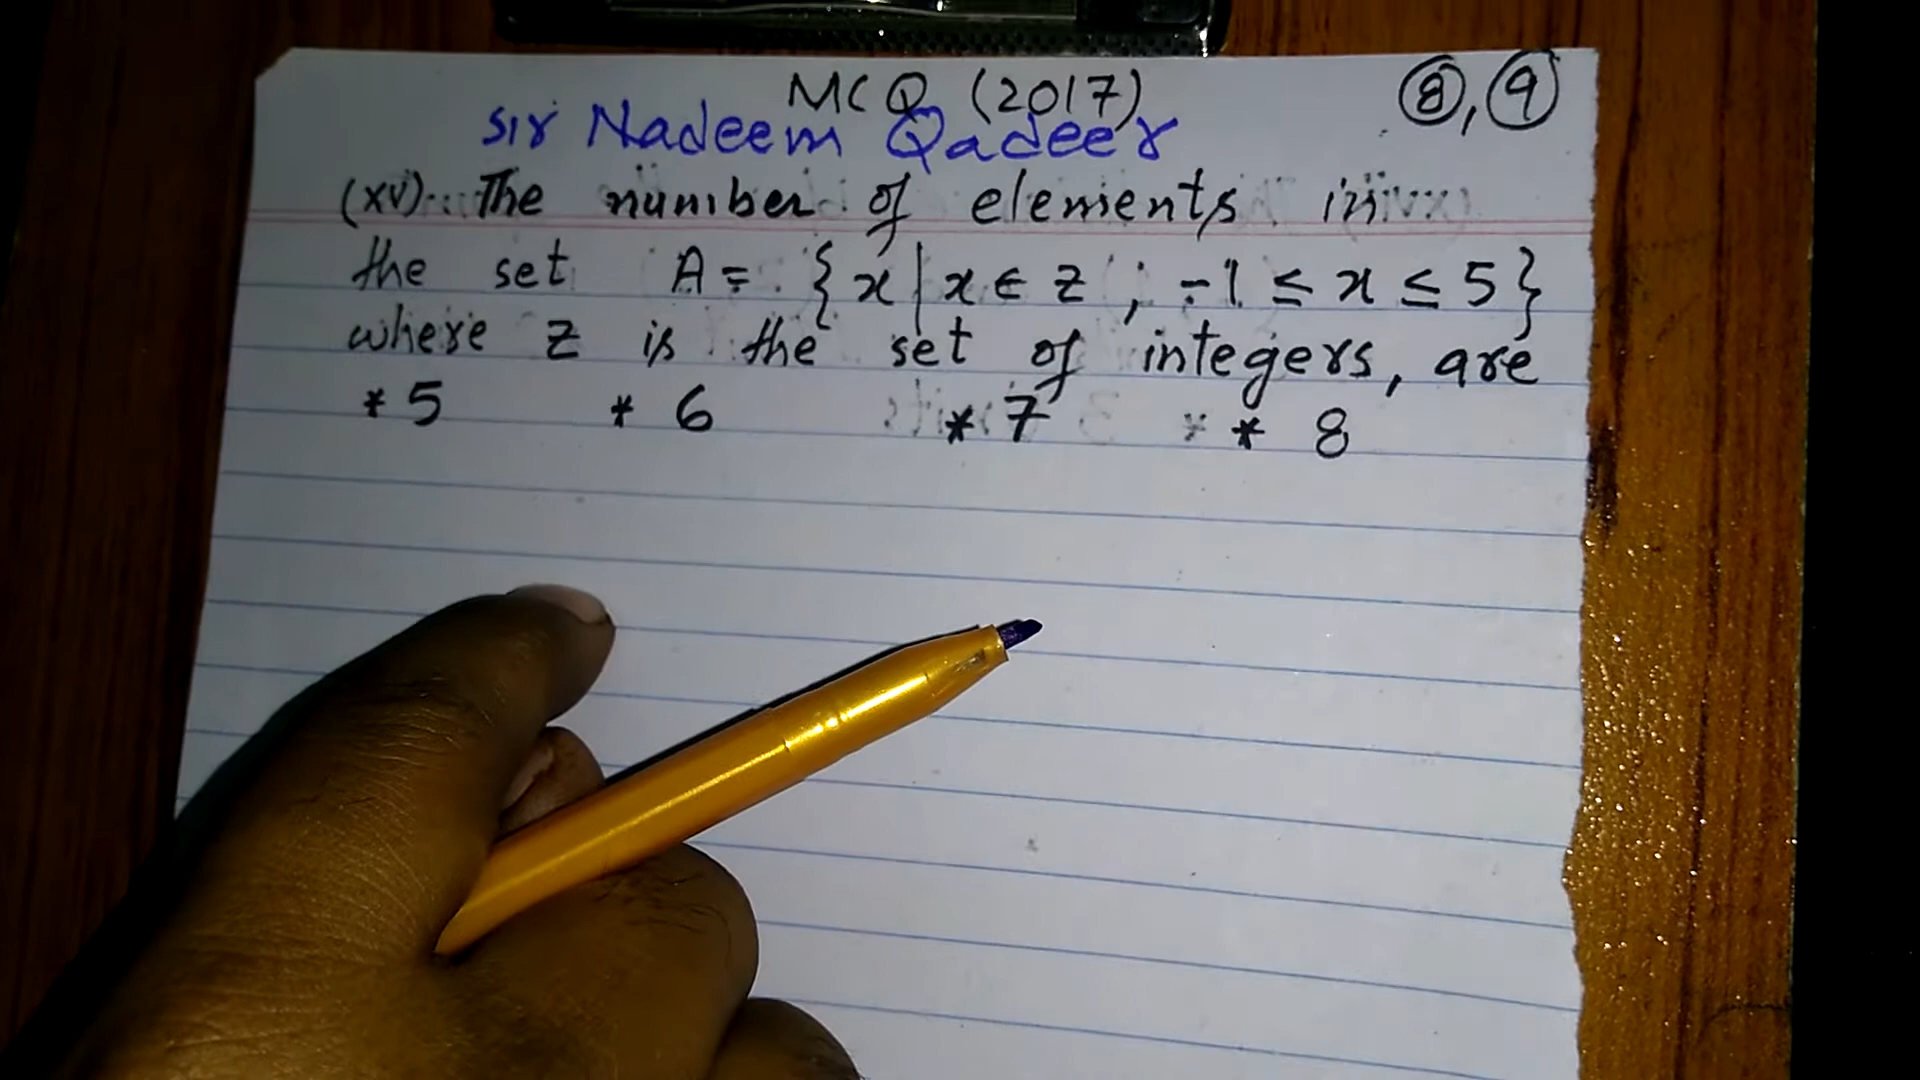 MCQ (2017) ⑧, ⑨
Sir Nadeem Qadeer
(xv) The number of elements in
the set A = {x | x ∈ z , -1 ≤ x ≤ 5}
where z is the set of integers, are
* 5 * 6 * 7 * 8